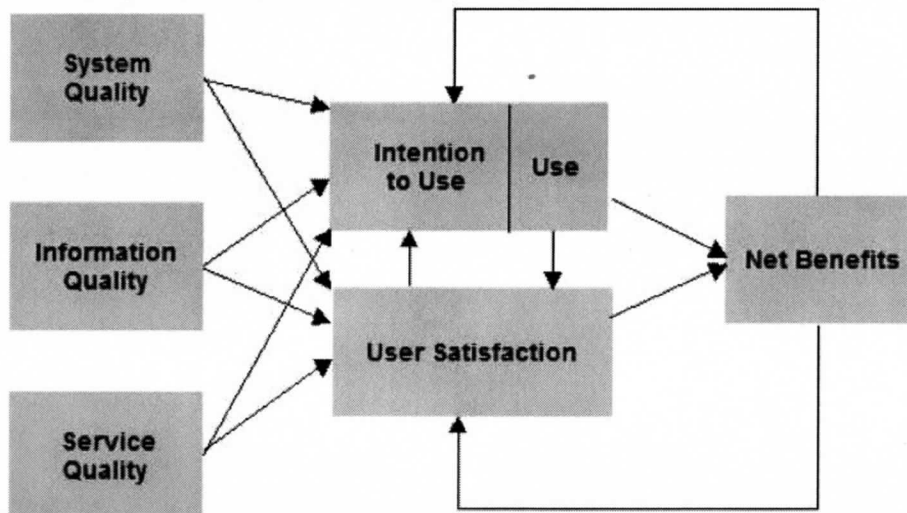 System
Quality
Intention
to Use
Use
Information
Quality
Net Benefits
User Satisfaction
Service
Quality